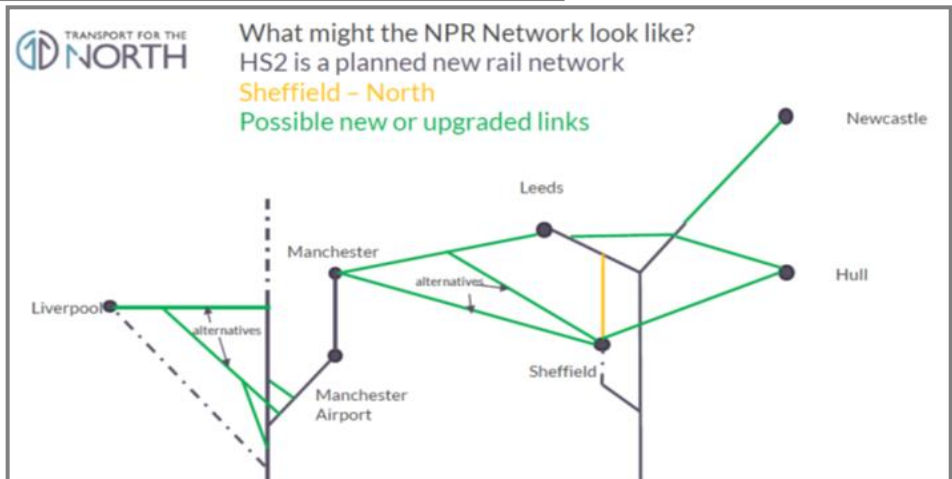 TRANSPORT FOR THE
NORTH
What might the NPR Network look like?
HS2 is a planned new rail network
Sheffield – North
Possible new or upgraded links
Newcastle
Leeds
Manchester
alternatives
Hull
Liverpool
alternatives
Sheffield
Manchester
Airport